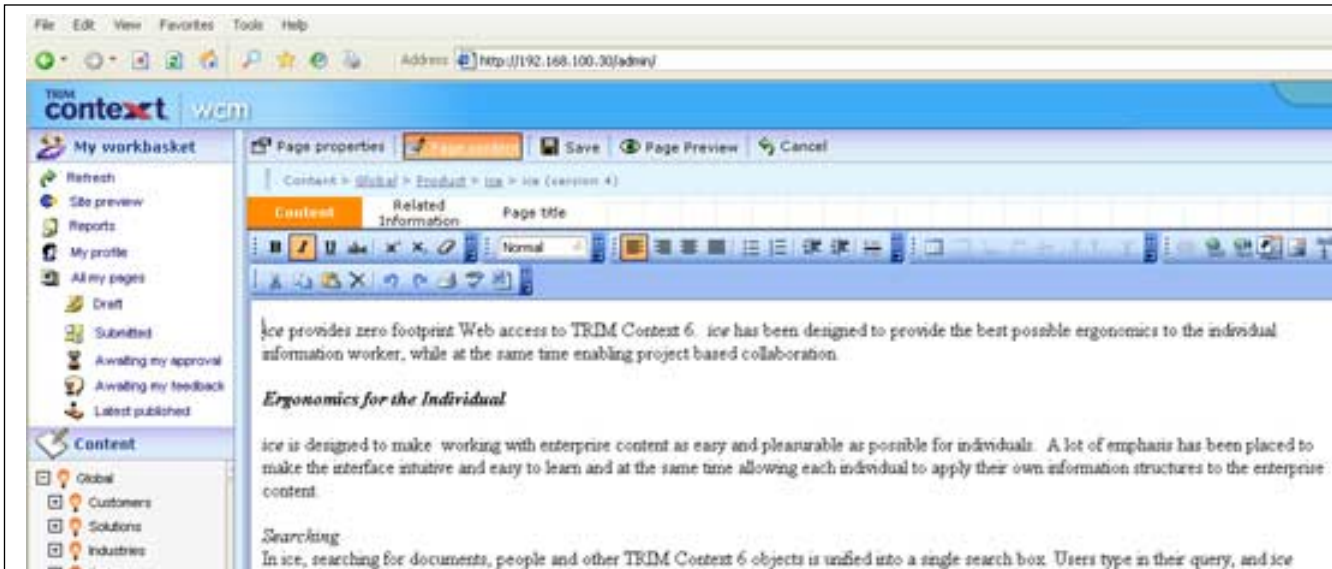 File Edit View Favorites Tools Help
Address http://192.168.100.30/admin/
TRIM
context wcm
My workbasket
Page properties
Save
Page Preview
Cancel
Refresh
Content > Global > Product > ice > ice (version 4)
Site preview
Content
Related
Information
Page title
Reports
My profile
B I U abc x² x₂ Normal
All my pages
Draft
Submitted
Awaiting my approval
Awaiting my feedback
Latest published
Content
Global
Customers
Solutions
Industries
ice provides zero footprint Web access to TRIM Context 6. ice has been designed to provide the best possible ergonomics to the individual
information worker, while at the same time enabling project based collaboration.
Ergonomics for the Individual
ice is designed to make working with enterprise content as easy and pleasurable as possible for individuals. A lot of emphasis has been placed to
make the interface intuitive and easy to learn and at the same time allowing each individual to apply their own information structures to the enterprise
content.
Searching
In ice, searching for documents, people and other TRIM Context 6 objects is unified into a single search box. Users type in their query, and ice